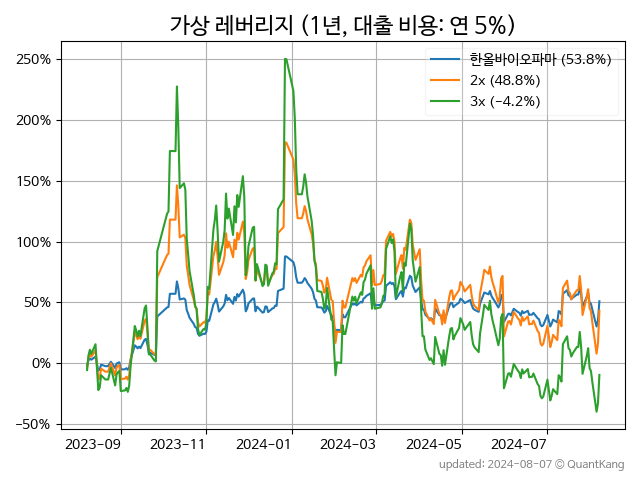 가상 레버리지 (1년, 대출 비용: 연 5%)
250%
200%
150%
100%
50%
0%
−50%
한올바이오파마 (53.8%)
2x (48.8%)
3x (−4.2%)
2023-09
2023-11
2024-01
2024-03
2024-05
2024-07
updated: 2024-08-07 © QuantKang